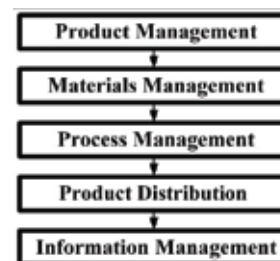 Product Management
Materials Management
Process Management
Product Distribution
Information Management